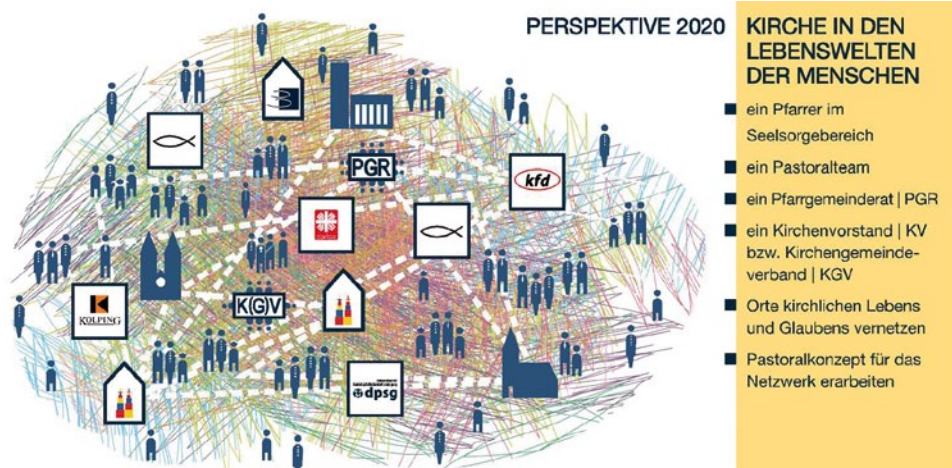 PERSPEKTIVE 2020
KIRCHE IN DEN
LEBENSWELTEN
DER MENSCHEN
ein Pfarrer im
Seelsorgebereich
ein Pastoralteam
ein Pfarrgemeinderat | PGR
ein Kirchenvorstand | KV
bzw. Kirchengemeinde-
verband | KGV
Orte kirchlichen Lebens
und Glaubens vernetzen
Pastoralkonzept für das
Netzwerk erarbeiten
PGR
kfd
K(G)V
KOLPING
dpsg